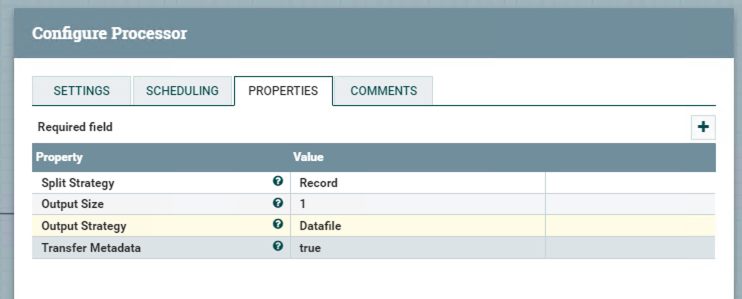 Configure Processor
SETTINGS SCHEDULING PROPERTIES COMMENTS
Required field +
Property Value
Split Strategy ? Record
Output Size ? 1
Output Strategy ? Datafile
Transfer Metadata ? true